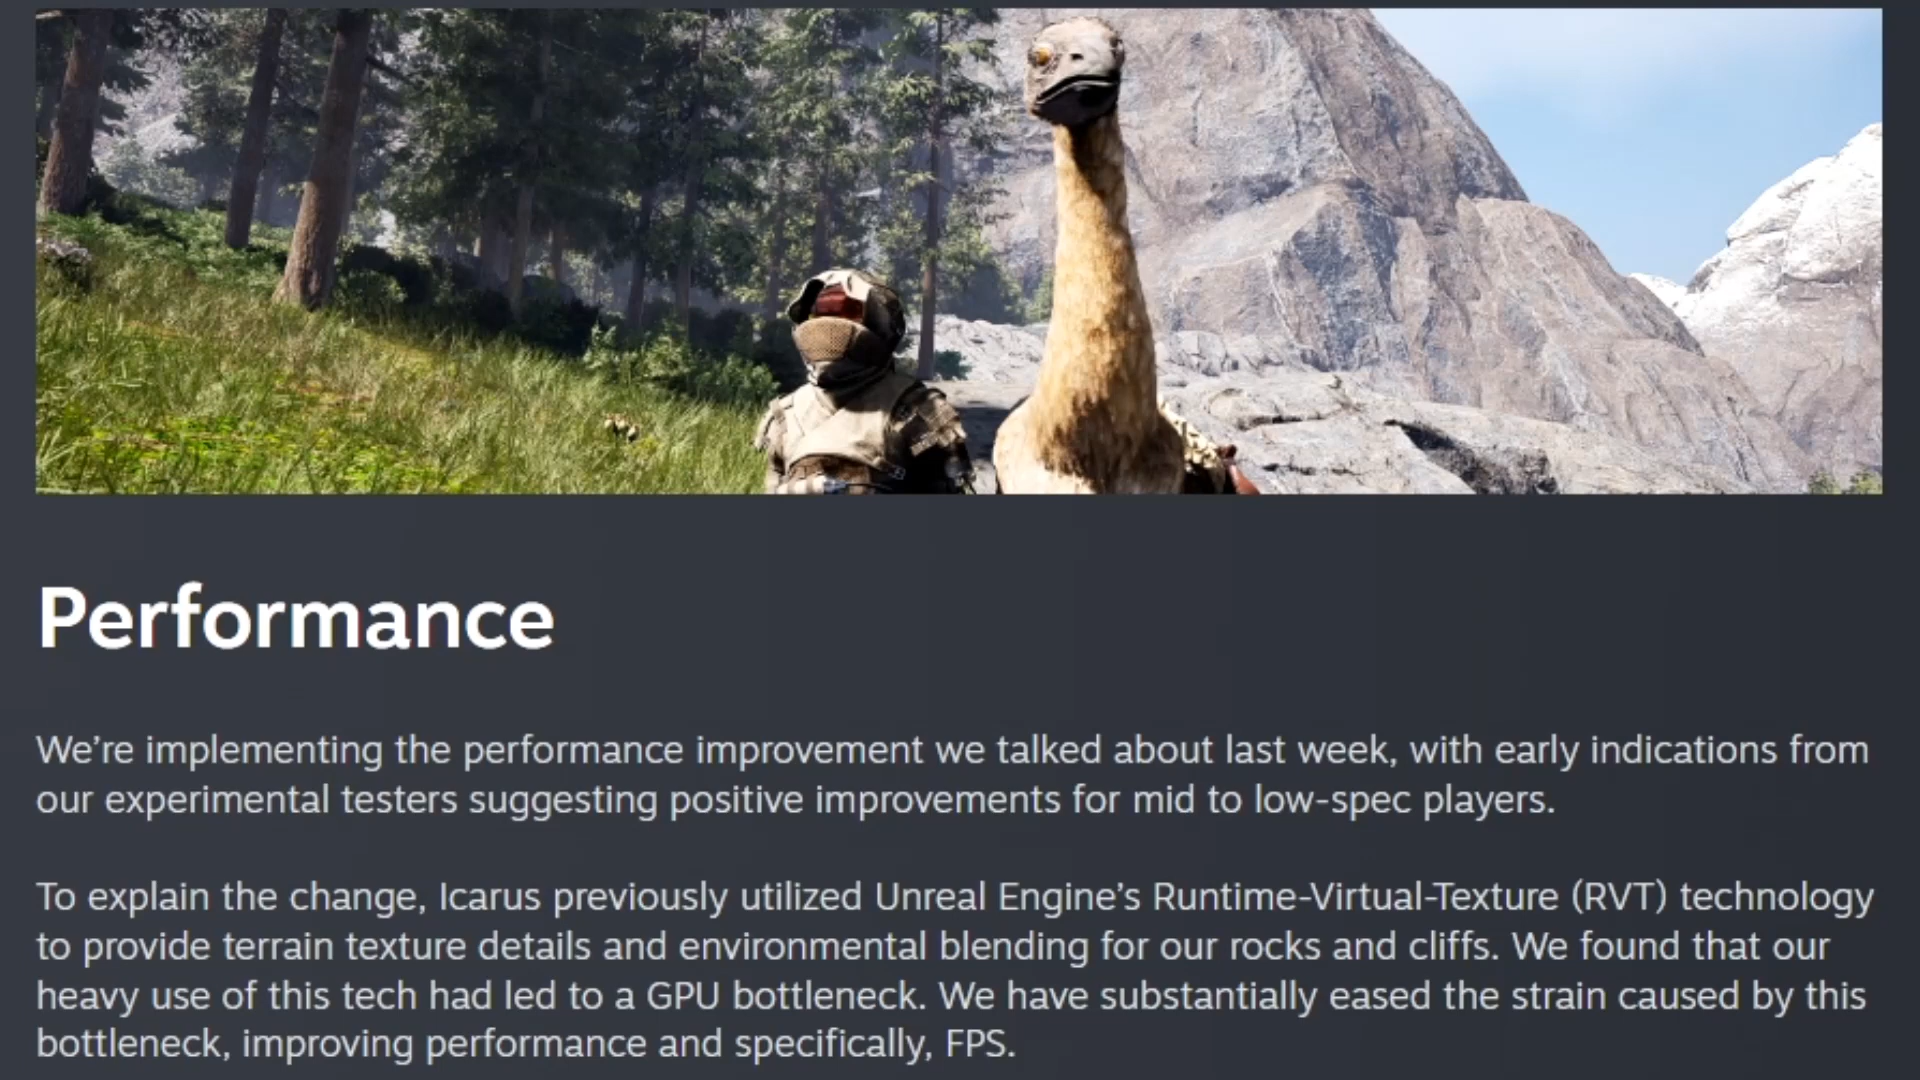 Performance
We’re implementing the performance improvement we talked about last week, with early indications from
our experimental testers suggesting positive improvements for mid to low-spec players.
To explain the change, Icarus previously utilized Unreal Engine’s Runtime-Virtual-Texture (RVT) technology
to provide terrain texture details and environmental blending for our rocks and cliffs. We found that our
heavy use of this tech had led to a GPU bottleneck. We have substantially eased the strain caused by this
bottleneck, improving performance and specifically, FPS.